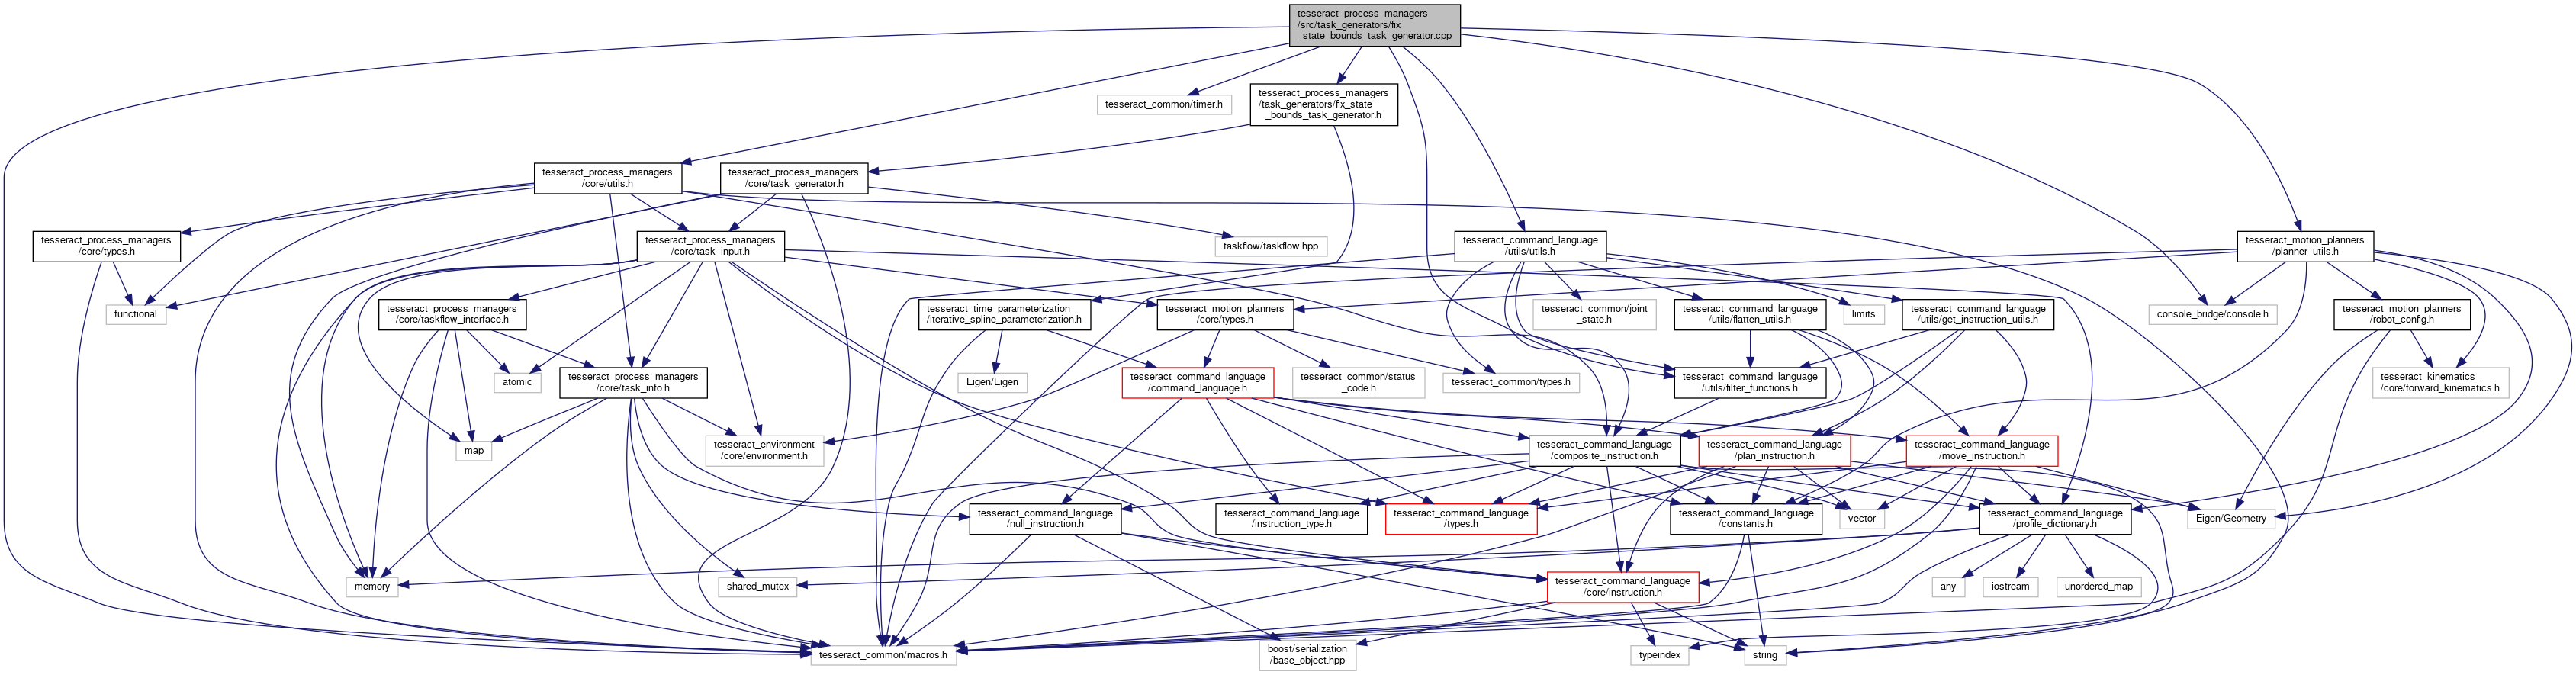 tesseract_process_managers
/src/task_generators/fix
_state_bounds_task_generator.cpp
tesseract_common/timer.h
tesseract_process_managers
/task_generators/fix_state
_bounds_task_generator.h
tesseract_process_managers
/core/utils.h
tesseract_process_managers
/core/task_generator.h
tesseract_process_managers
/core/types.h
tesseract_process_managers
/core/task_input.h
taskflow/taskflow.hpp
tesseract_command_language
/utils/utils.h
tesseract_motion_planners
/planner_utils.h
functional
tesseract_process_managers
/core/taskflow_interface.h
tesseract_time_parameterization
/iterative_spline_parameterization.h
tesseract_motion_planners
/core/types.h
tesseract_common/joint
_state.h
tesseract_command_language
/utils/flatten_utils.h
limits
tesseract_command_language
/utils/get_instruction_utils.h
console_bridge/console.h
tesseract_motion_planners
/robot_config.h
atomic
tesseract_process_managers
/core/task_info.h
Eigen/Eigen
tesseract_command_language
/command_language.h
tesseract_common/status
_code.h
tesseract_common/types.h
tesseract_command_language
/utils/filter_functions.h
tesseract_kinematics
/core/forward_kinematics.h
map
tesseract_environment
/core/environment.h
tesseract_command_language
/composite_instruction.h
tesseract_command_language
/plan_instruction.h
tesseract_command_language
/move_instruction.h
tesseract_command_language
/null_instruction.h
tesseract_command_language
/instruction_type.h
tesseract_command_language
/types.h
tesseract_command_language
/constants.h
vector
tesseract_command_language
/profile_dictionary.h
Eigen/Geometry
memory
shared_mutex
tesseract_command_language
/core/instruction.h
any
iostream
unordered_map
tesseract_common/macros.h
boost/serialization
/base_object.hpp
typeindex
string